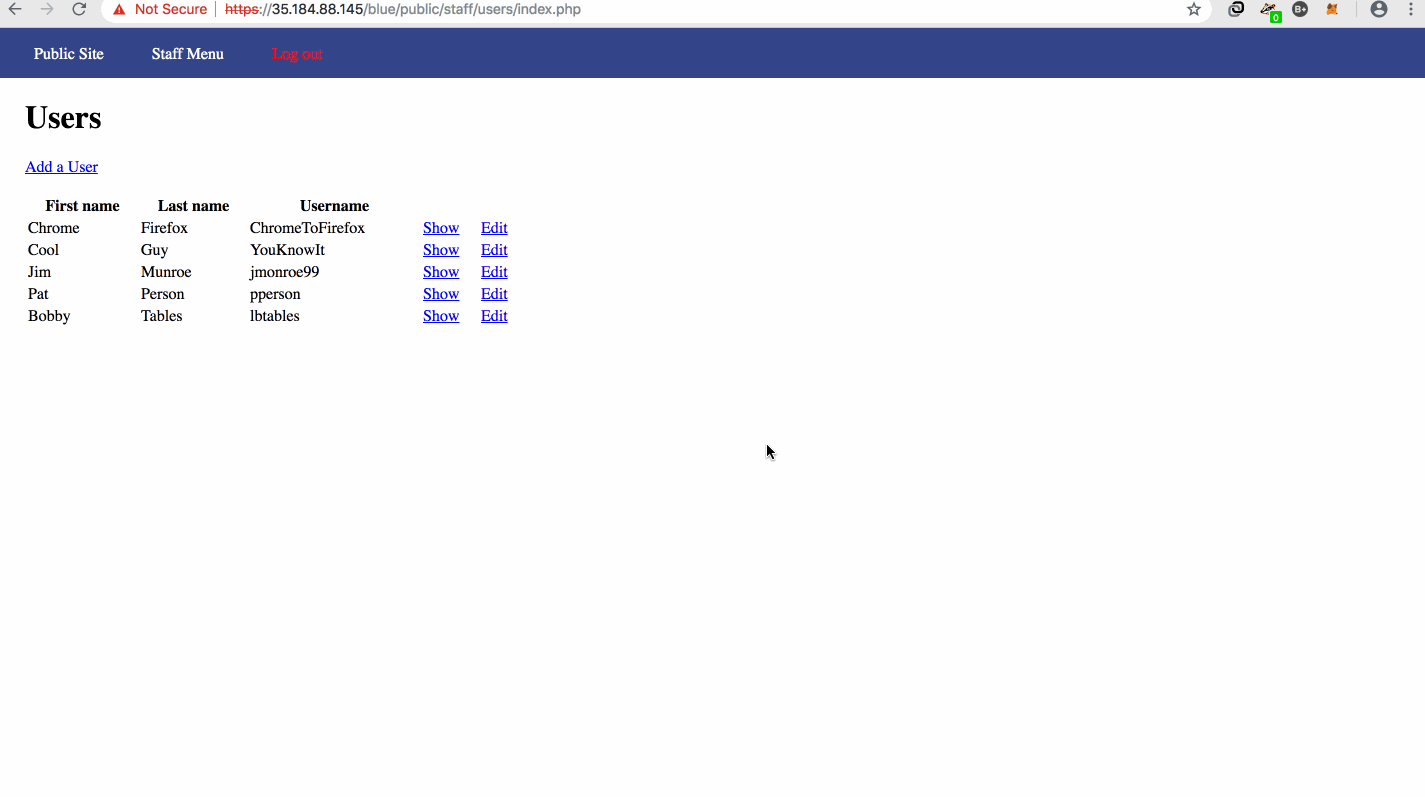 Not Secure https://35.184.88.145/blue/public/staff/users/index.php
0 B+
Public Site Staff Menu Log out
Users
Add a User
First name Last name Username
Chrome Firefox ChromeToFirefox Show Edit
Cool Guy YouKnowIt Show Edit
Jim Munroe jmonroe99 Show Edit
Pat Person pperson Show Edit
Bobby Tables lbtables Show Edit